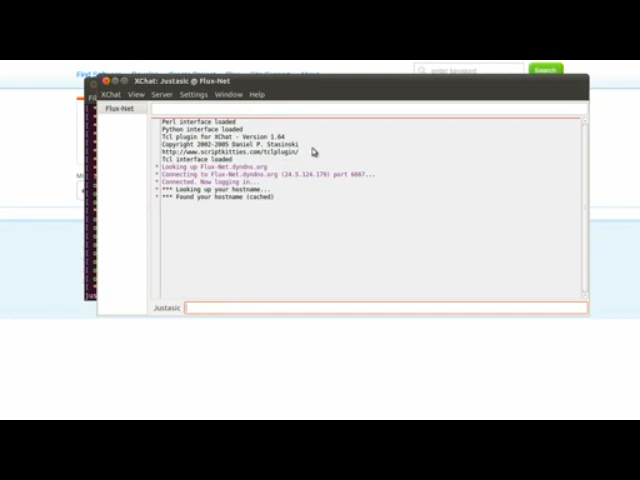 enter keyword
Search
XChat: Justasic @ Flux-Net
XChat View Server Settings Window Help
Flux-Net
Perl interface loaded
Python interface loaded
Tcl plugin for XChat - Version 1.64
Copyright 2002-2005 Daniel P. Stasinski
http://www.scriptkitties.com/tclplugin/
Tcl interface loaded
* Looking up Flux-Net.dyndns.org
* Connecting to Flux-Net.dyndns.org (24.5.124.179) port 6667...
* Connected. Now logging in...
* *** Looking up your hostname...
* *** Found your hostname (cached)
Justasic